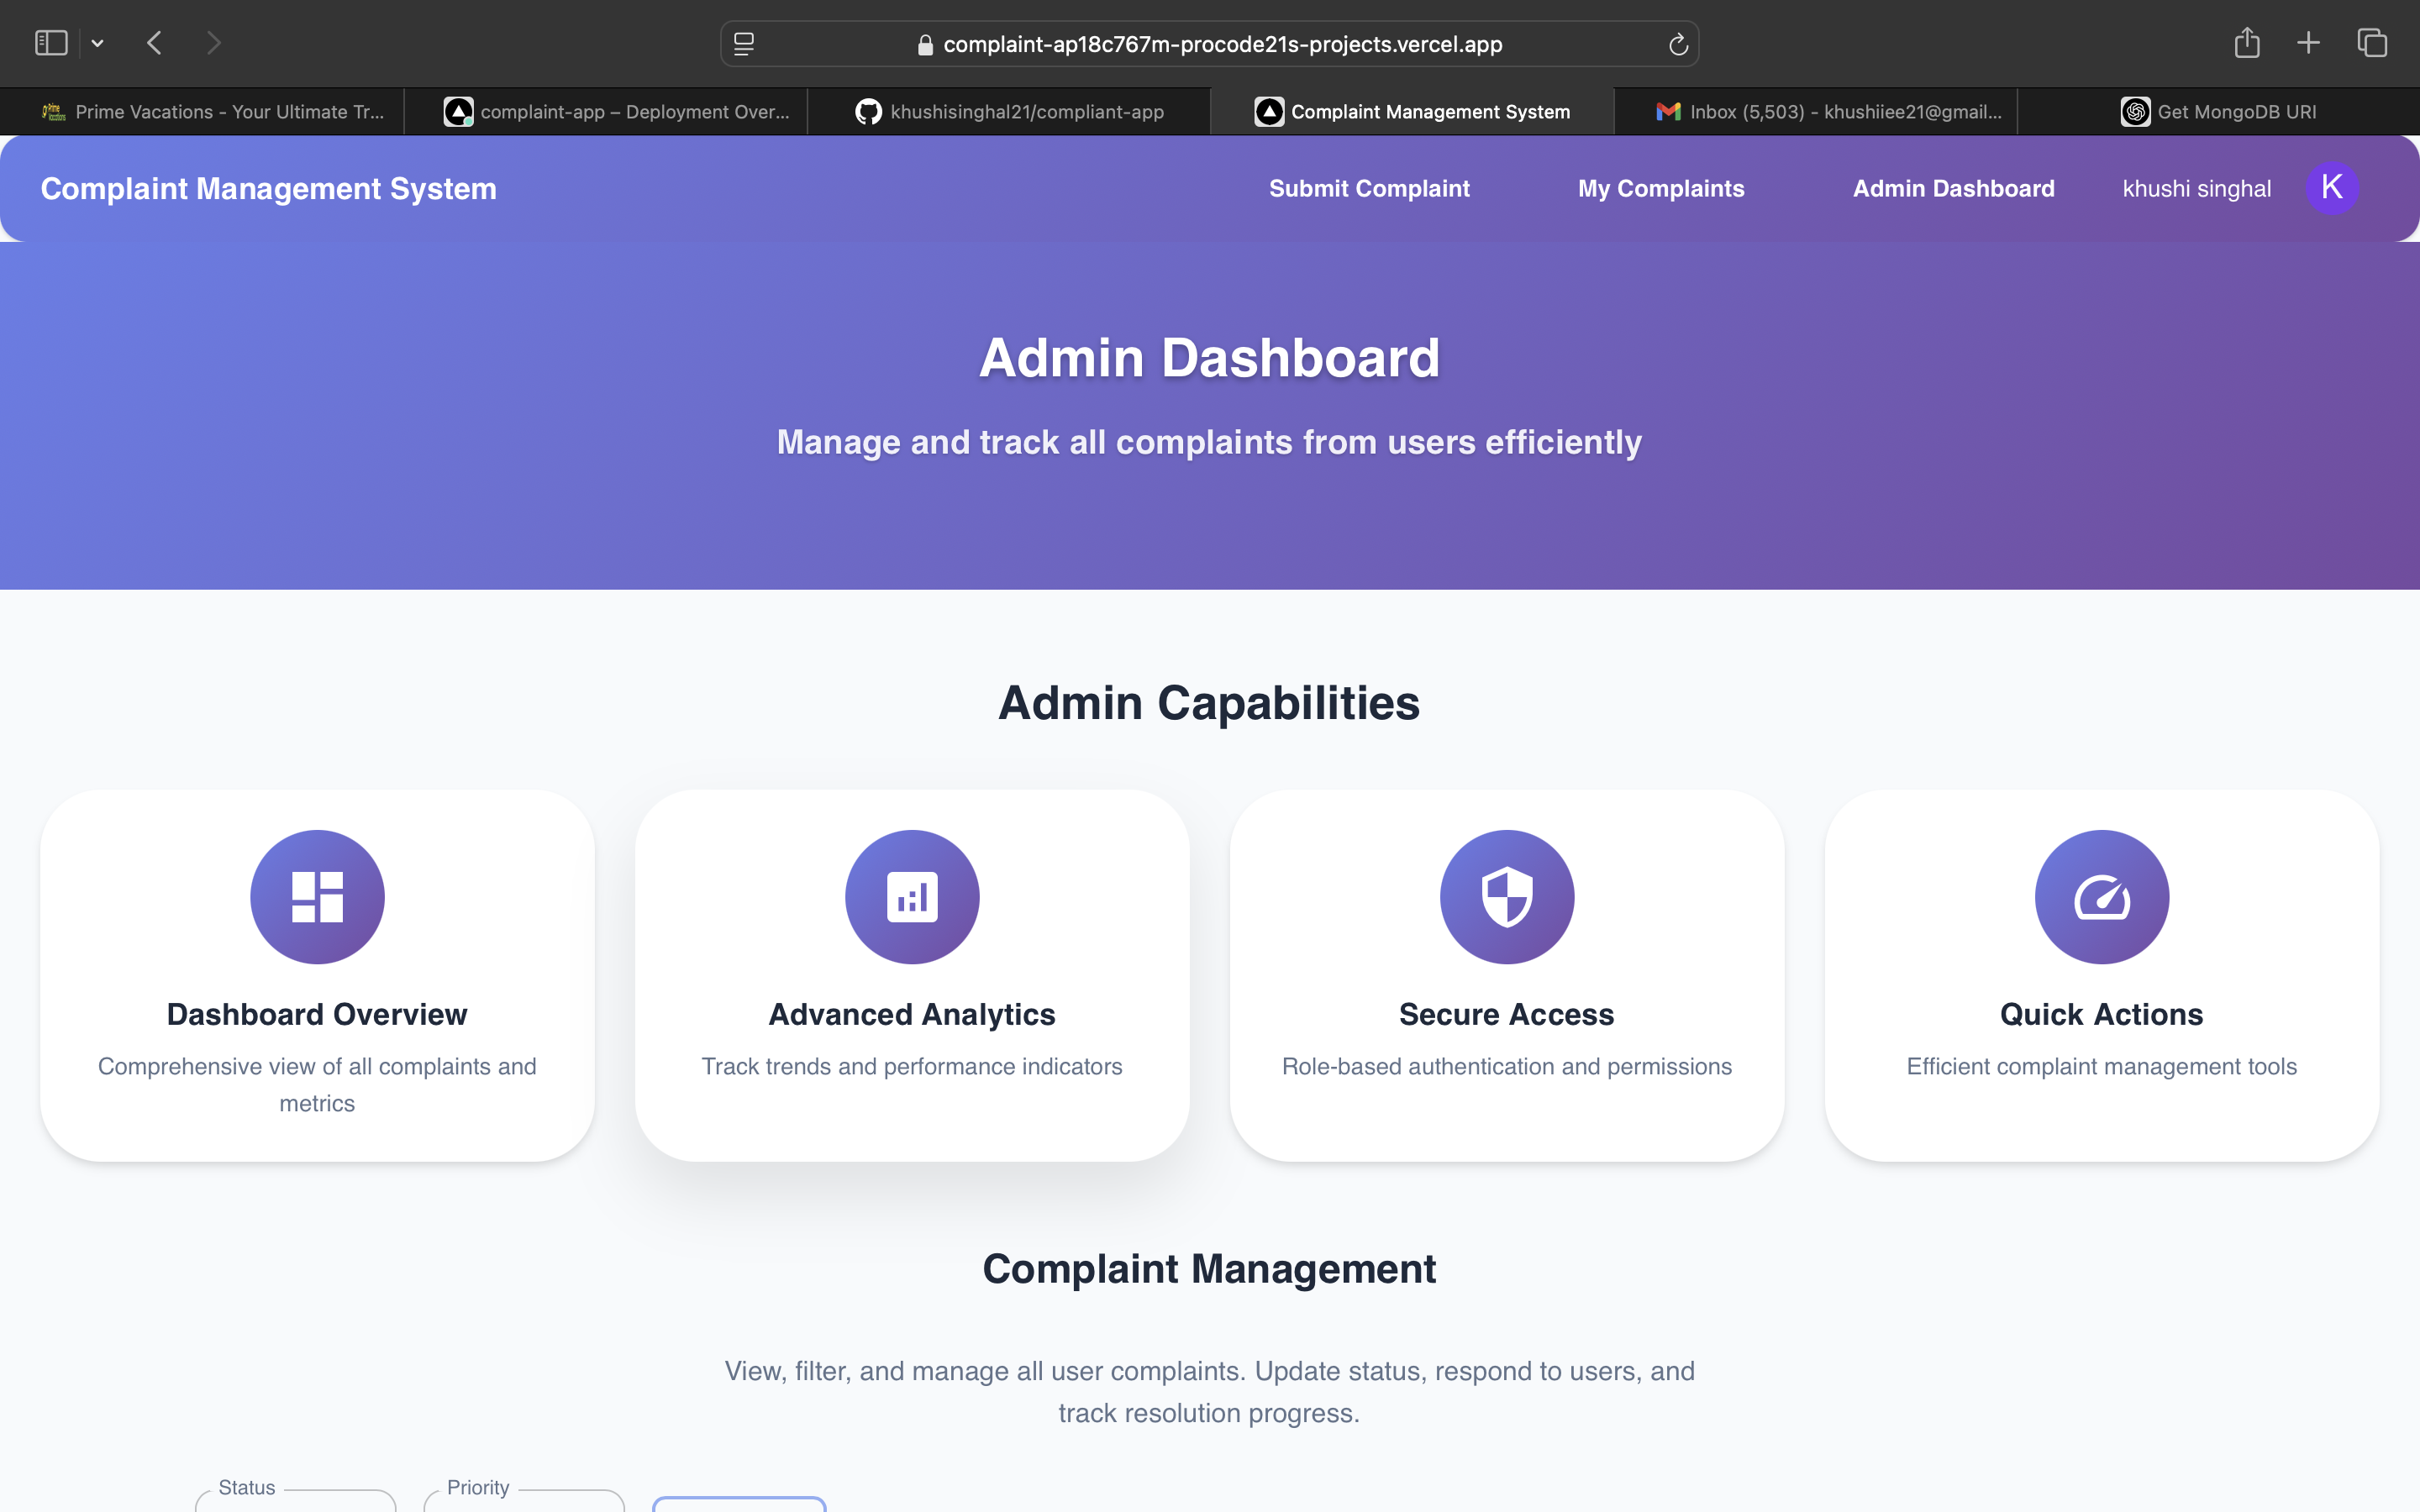 complaint-ap18c767m-procode21s-projects.vercel.app
Prime Vacations - Your Ultimate Tr...
complaint-app – Deployment Over...
khushisinghal21/compliant-app
Complaint Management System
Inbox (5,503) - khushiiee21@gmail...
Get MongoDB URI
Complaint Management System
Submit Complaint
My Complaints
Admin Dashboard
khushi singhal
K
Admin Dashboard
Manage and track all complaints from users efficiently
Admin Capabilities
Dashboard Overview
Comprehensive view of all complaints and
metrics
Advanced Analytics
Track trends and performance indicators
Secure Access
Role-based authentication and permissions
Quick Actions
Efficient complaint management tools
Complaint Management
View, filter, and manage all user complaints. Update status, respond to users, and
track resolution progress.
Status
Priority